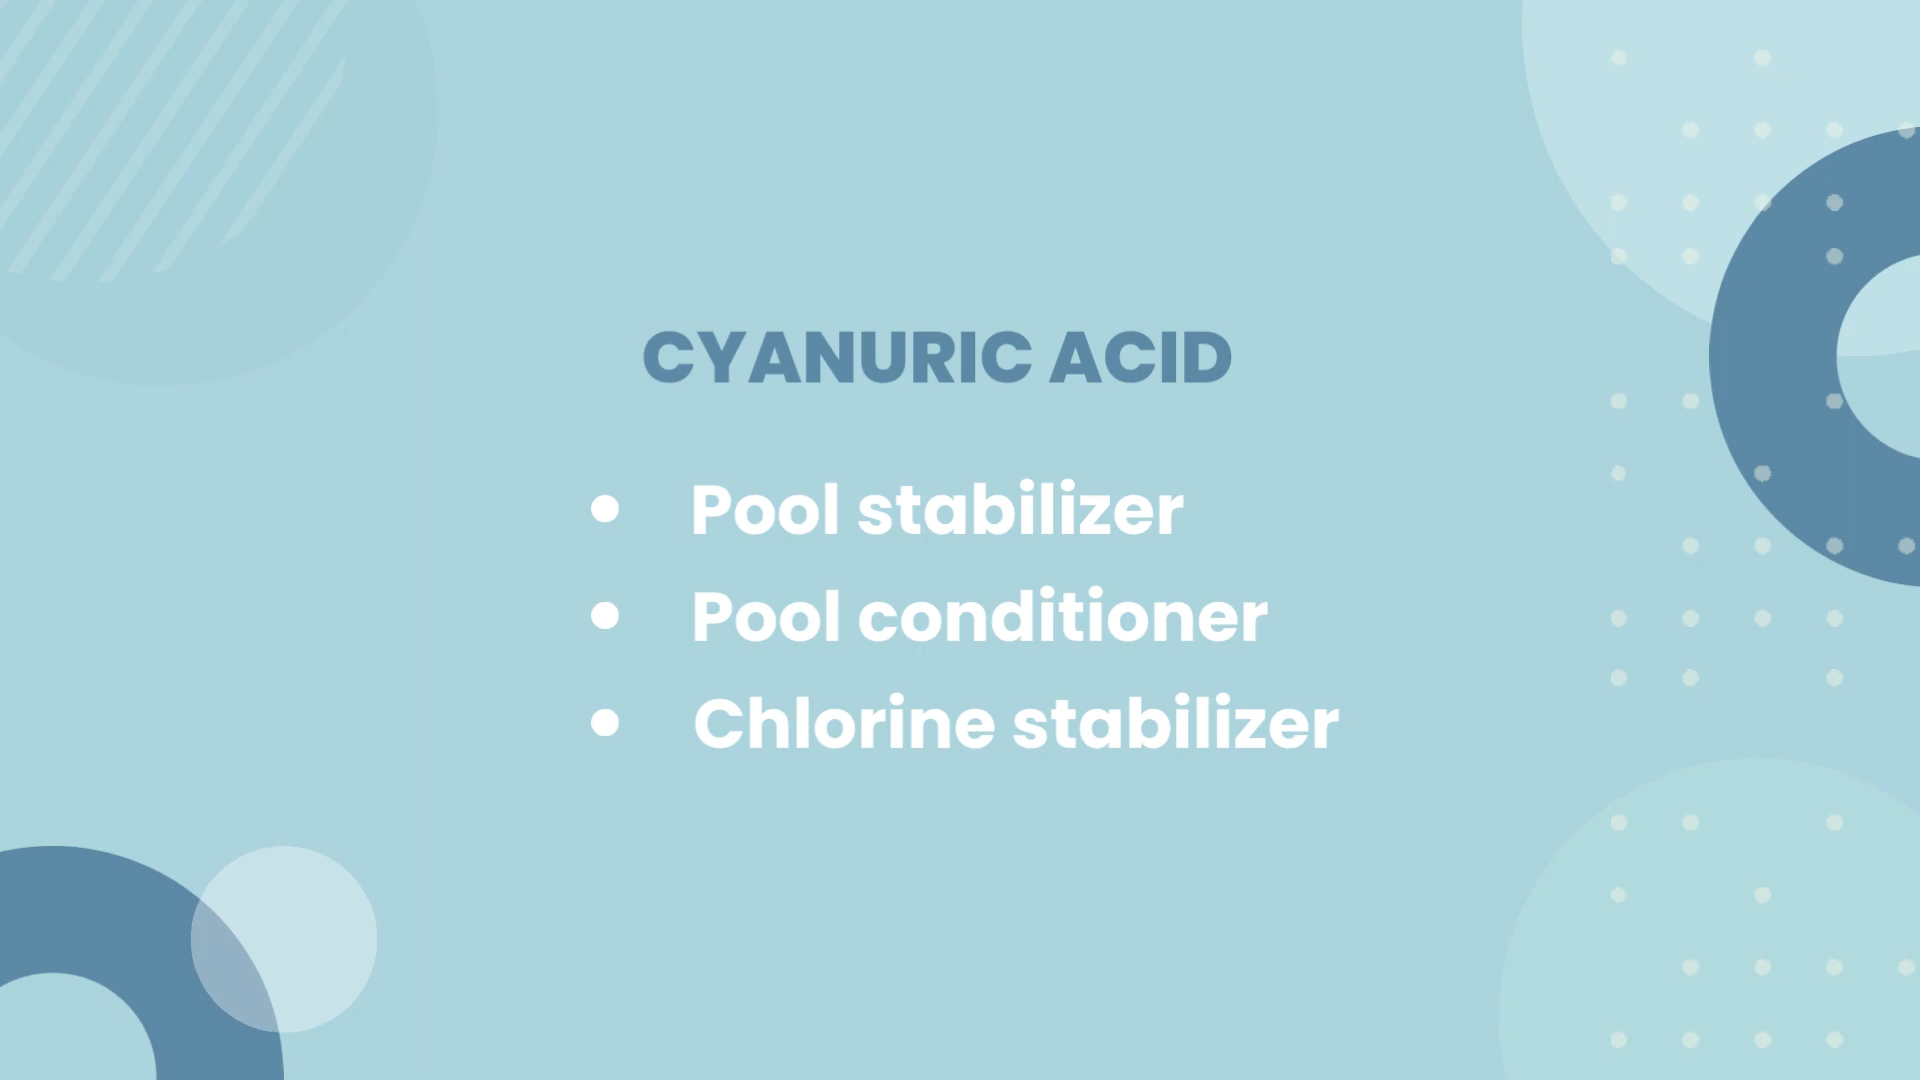 CYANURIC ACID
• Pool stabilizer
• Pool conditioner
• Chlorine stabilizer